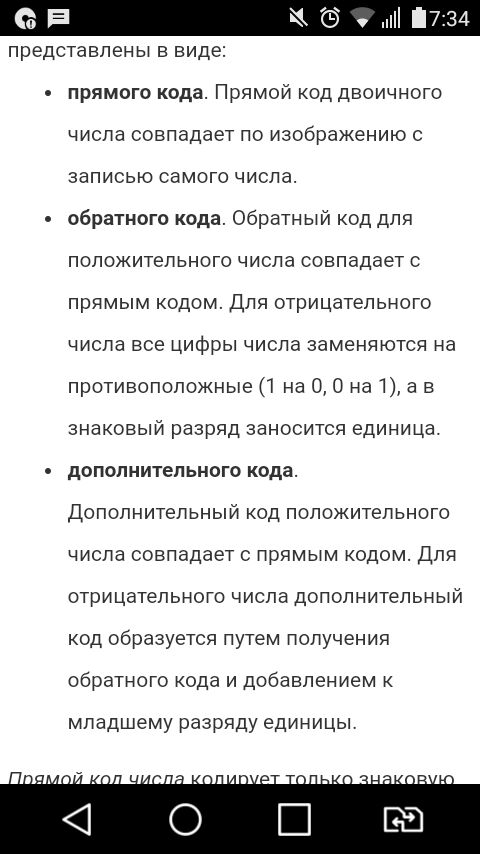 7:34
представлены в виде:
• прямого кода. Прямой код двоичного
числа совпадает по изображению с
записью самого числа.
• обратного кода. Обратный код для
положительного числа совпадает с
прямым кодом. Для отрицательного
числа все цифры числа заменяются на
противоположные (1 на 0, 0 на 1), а в
знаковый разряд заносится единица.
• дополнительного кода.
Дополнительный код положительного
числа совпадает с прямым кодом. Для
отрицательного числа дополнительный
код образуется путем получения
обратного кода и добавлением к
младшему разряду единицы.
Прямой код числа кодирует только знаковую